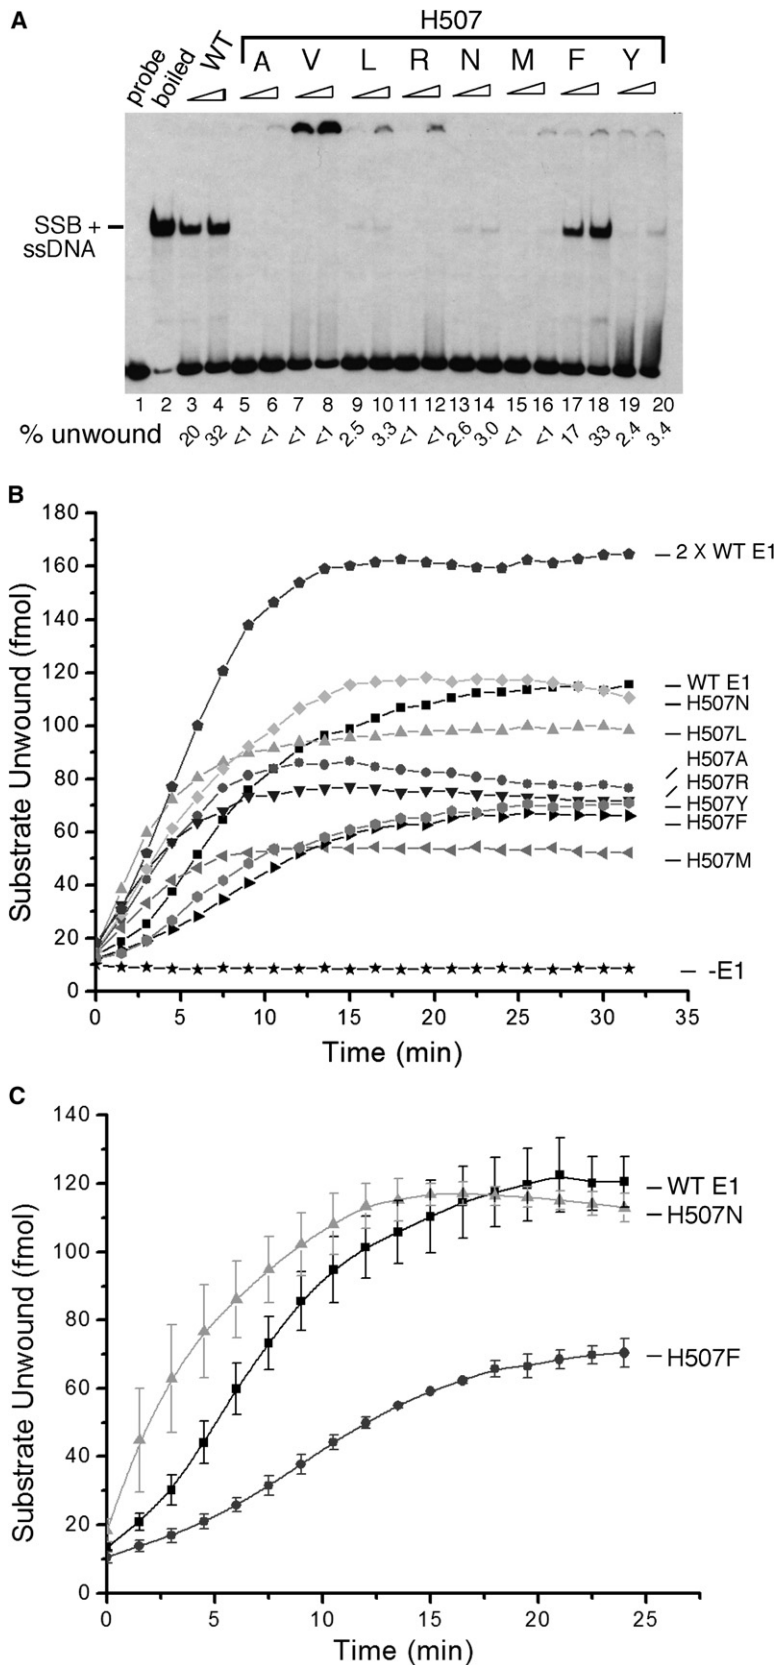 A
H507
probe
boiled
WT
A V L R N M F Y
SSB +
ssDNA
1 2 3 4 5 6 7 8 9 10 11 12 13 14 15 16 17 18 19 20
% unwound 20 32 <1 <1 <1 <1 2.5 3.3 <1 <1 2.6 3.0 <1 <1 17 33 2.4 3.4
B
180
160
140
120
100
80
60
40
20
0
Substrate Unwound (fmol)
2 X WT E1
WT E1
H507N
H507L
H507A
H507R
H507Y
H507F
H507M
-E1
0 5 10 15 20 25 30 35
Time (min)
C
140
120
100
80
60
40
20
0
Substrate Unwound (fmol)
WT E1
H507N
H507F
0 5 10 15 20 25
Time (min)